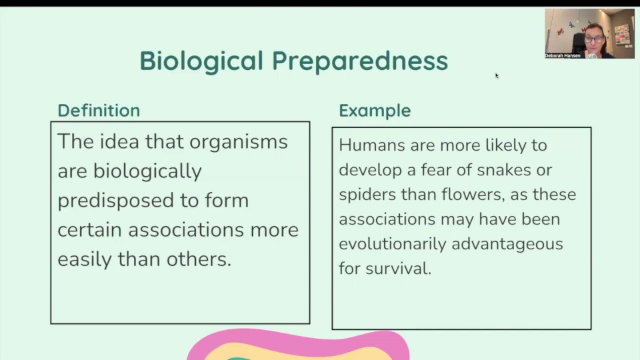 Biological Preparedness
Definition
The idea that organisms
are biologically
predisposed to form
certain associations more
easily than others.
Example
Humans are more likely to
develop a fear of snakes or
spiders than flowers, as these
associations may have been
evolutionarily advantageous
for survival.
Deborah Hansen